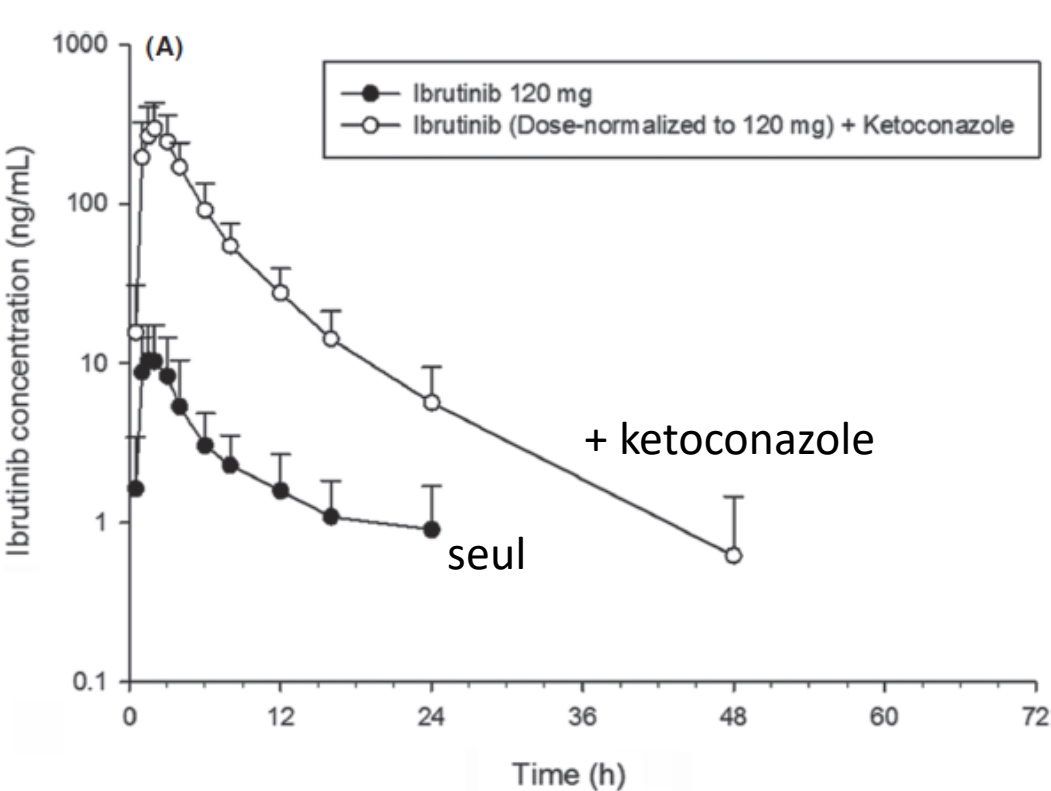 1000
(A)
Ibrutinib 120 mg
Ibrutinib (Dose-normalized to 120 mg) + Ketoconazole
100
10
1
0.1
Ibrutinib concentration (ng/mL)
+ ketoconazole
seul
0 12 24 36 48 60 72
Time (h)